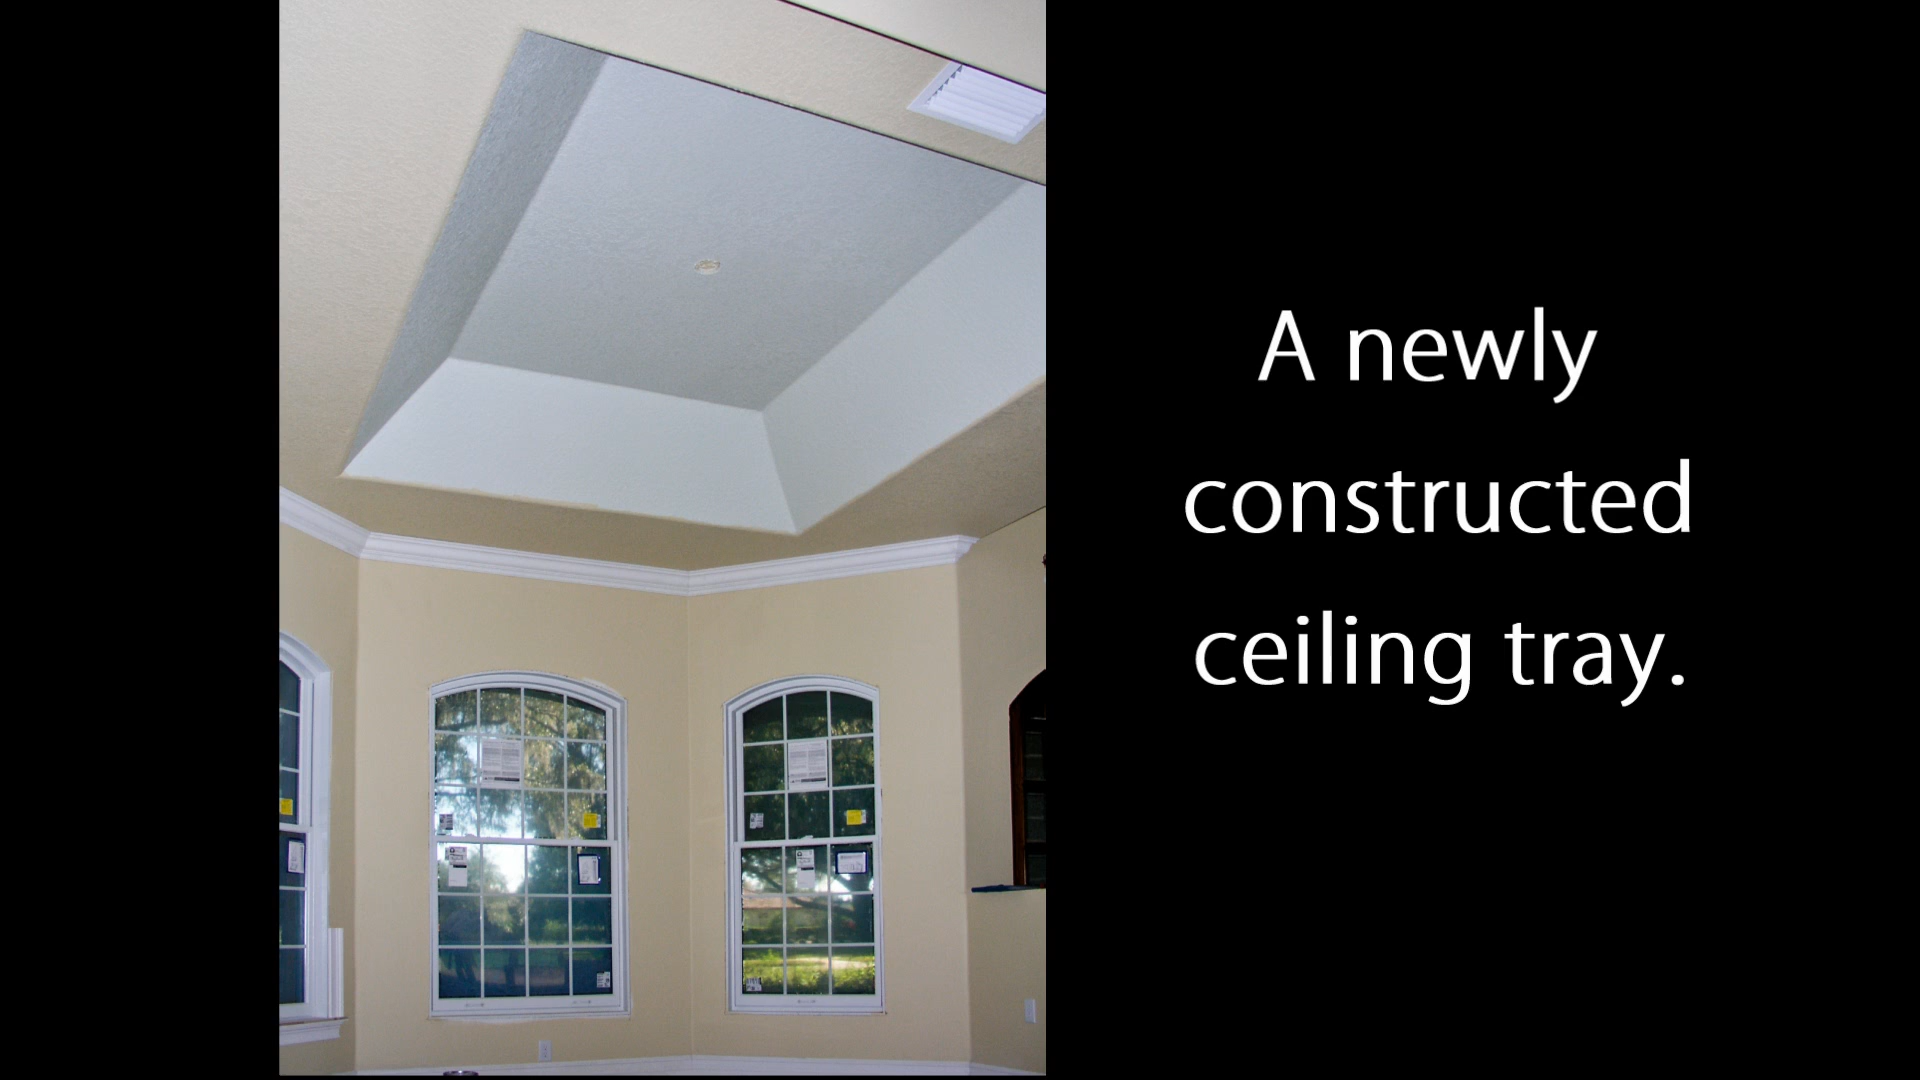 A newly
constructed
ceiling tray.